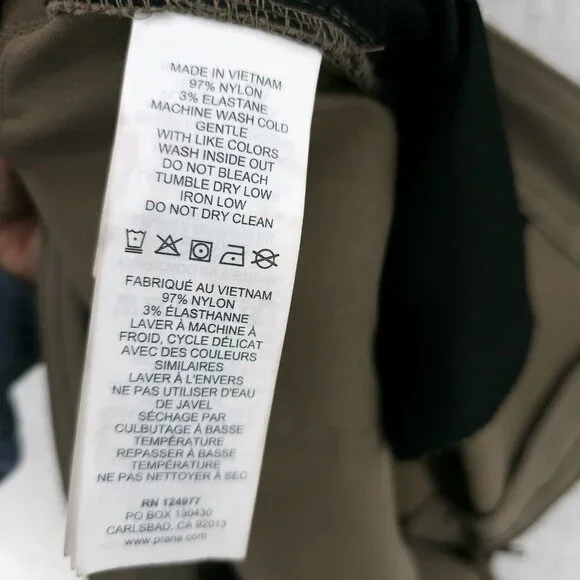 MADE IN VIETNAM
97% NYLON
3% ELASTANE
MACHINE WASH COLD
GENTLE
WITH LIKE COLORS
WASH INSIDE OUT
DO NOT BLEACH
TUMBLE DRY LOW
IRON LOW
DO NOT DRY CLEAN
FABRIQUÉ AU VIETNAM
97% NYLON
3% ÉLASTHANNE
LAVER À MACHINE À
FROID, CYCLE DÉLICAT
AVEC DES COULEURS
SIMILAIRES
LAVER À L'ENVERS
NE PAS UTILISER D'EAU
DE JAVEL
SÉCHAGE PAR
CULBUTAGE À BASSE
TEMPÉRATURE
REPASSER À BASSE
TEMPÉRATURE
NE PAS NETTOYER À SEC
RN 124977
PO BOX 130430
CARLSBAD, CA 92013
www.prana.com